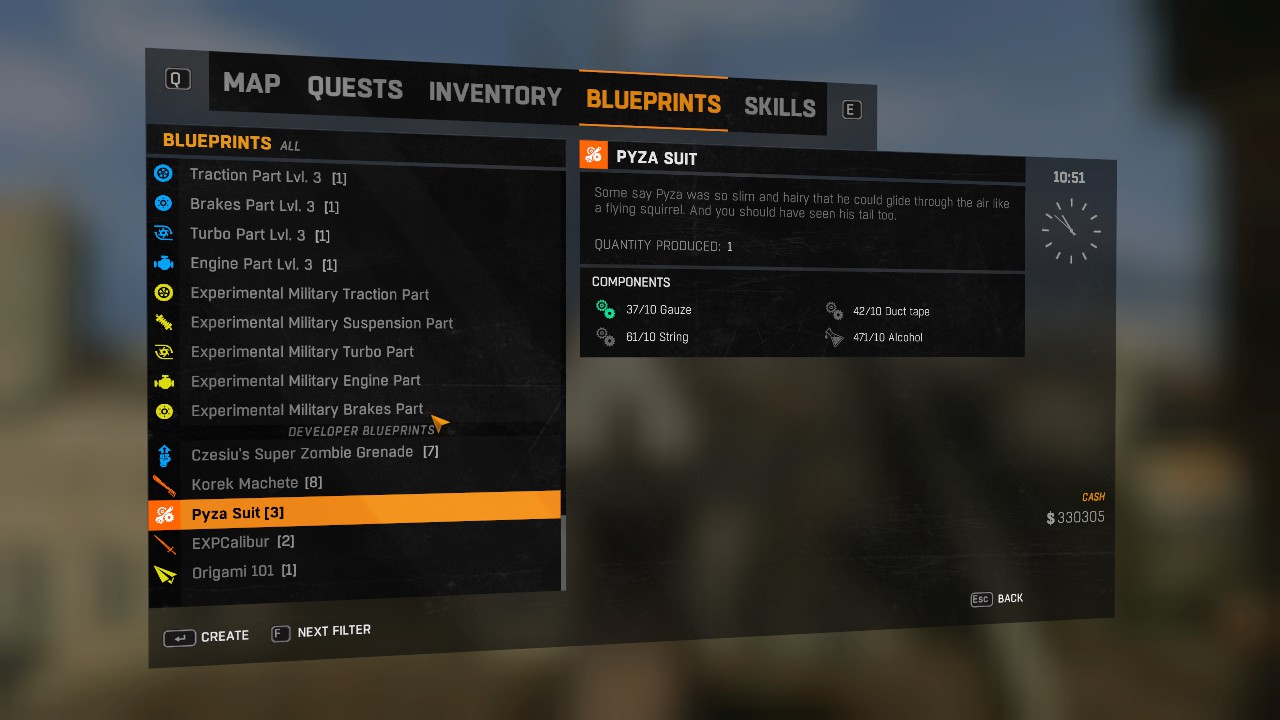 Q
MAP
QUESTS
INVENTORY
BLUEPRINTS
SKILLS
E
BLUEPRINTS ALL
Traction Part Lvl. 3 [1]
Brakes Part Lvl. 3 [1]
Turbo Part Lvl. 3 [1]
Engine Part Lvl. 3 [1]
Experimental Military Traction Part
Experimental Military Suspension Part
Experimental Military Turbo Part
Experimental Military Engine Part
Experimental Military Brakes Part
DEVELOPER BLUEPRINTS
Czesiu's Super Zombie Grenade [7]
Korek Machete [8]
Pyza Suit [3]
EXPCalibur [2]
Origami 101 [1]
CREATE
F NEXT FILTER
PYZA SUIT
Some say Pyza was so slim and hairy that he could glide through the air like
a flying squirrel. And you should have seen his tail too.
QUANTITY PRODUCED: 1
COMPONENTS
37/10 Gauze
42/10 Duct tape
61/10 String
471/10 Alcohol
10:51
CASH
$330305
Esc BACK